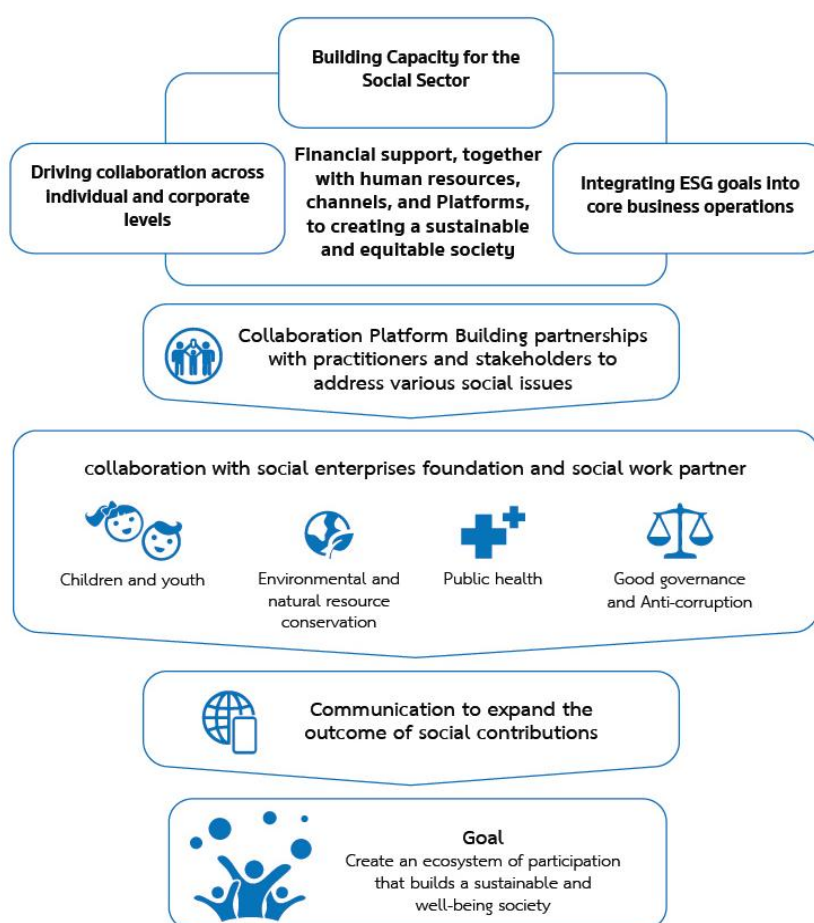 Building Capacity for the
Social Sector
Driving collaboration across
individual and corporate
levels
Financial support, together
with human resources,
channels, and Platforms,
to creating a sustainable
and equitable society
Integrating ESG goals into
core business operations
Collaboration Platform Building partnerships
with practitioners and stakeholders to
address various social issues
collaboration with social enterprises foundation and social work partner
Children and youth
Environmental and
natural resource
conservation
Public health
Good governance
and Anti-corruption
Communication to expand the
outcome of social contributions
Goal
Create an ecosystem of participation
that builds a sustainable and
well-being society